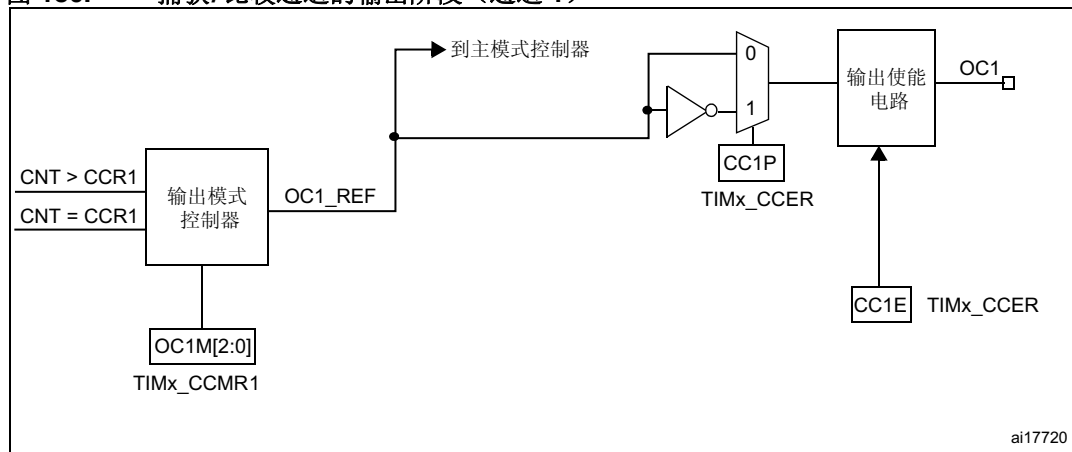 到主模式控制器
0
1
输出使能
电路
OC1
CC1P
TIMx_CCER
CNT > CCR1
CNT = CCR1
输出模式
控制器
OC1_REF
OC1M[2:0]
TIMx_CCMR1
CC1E
TIMx_CCER
ai17720